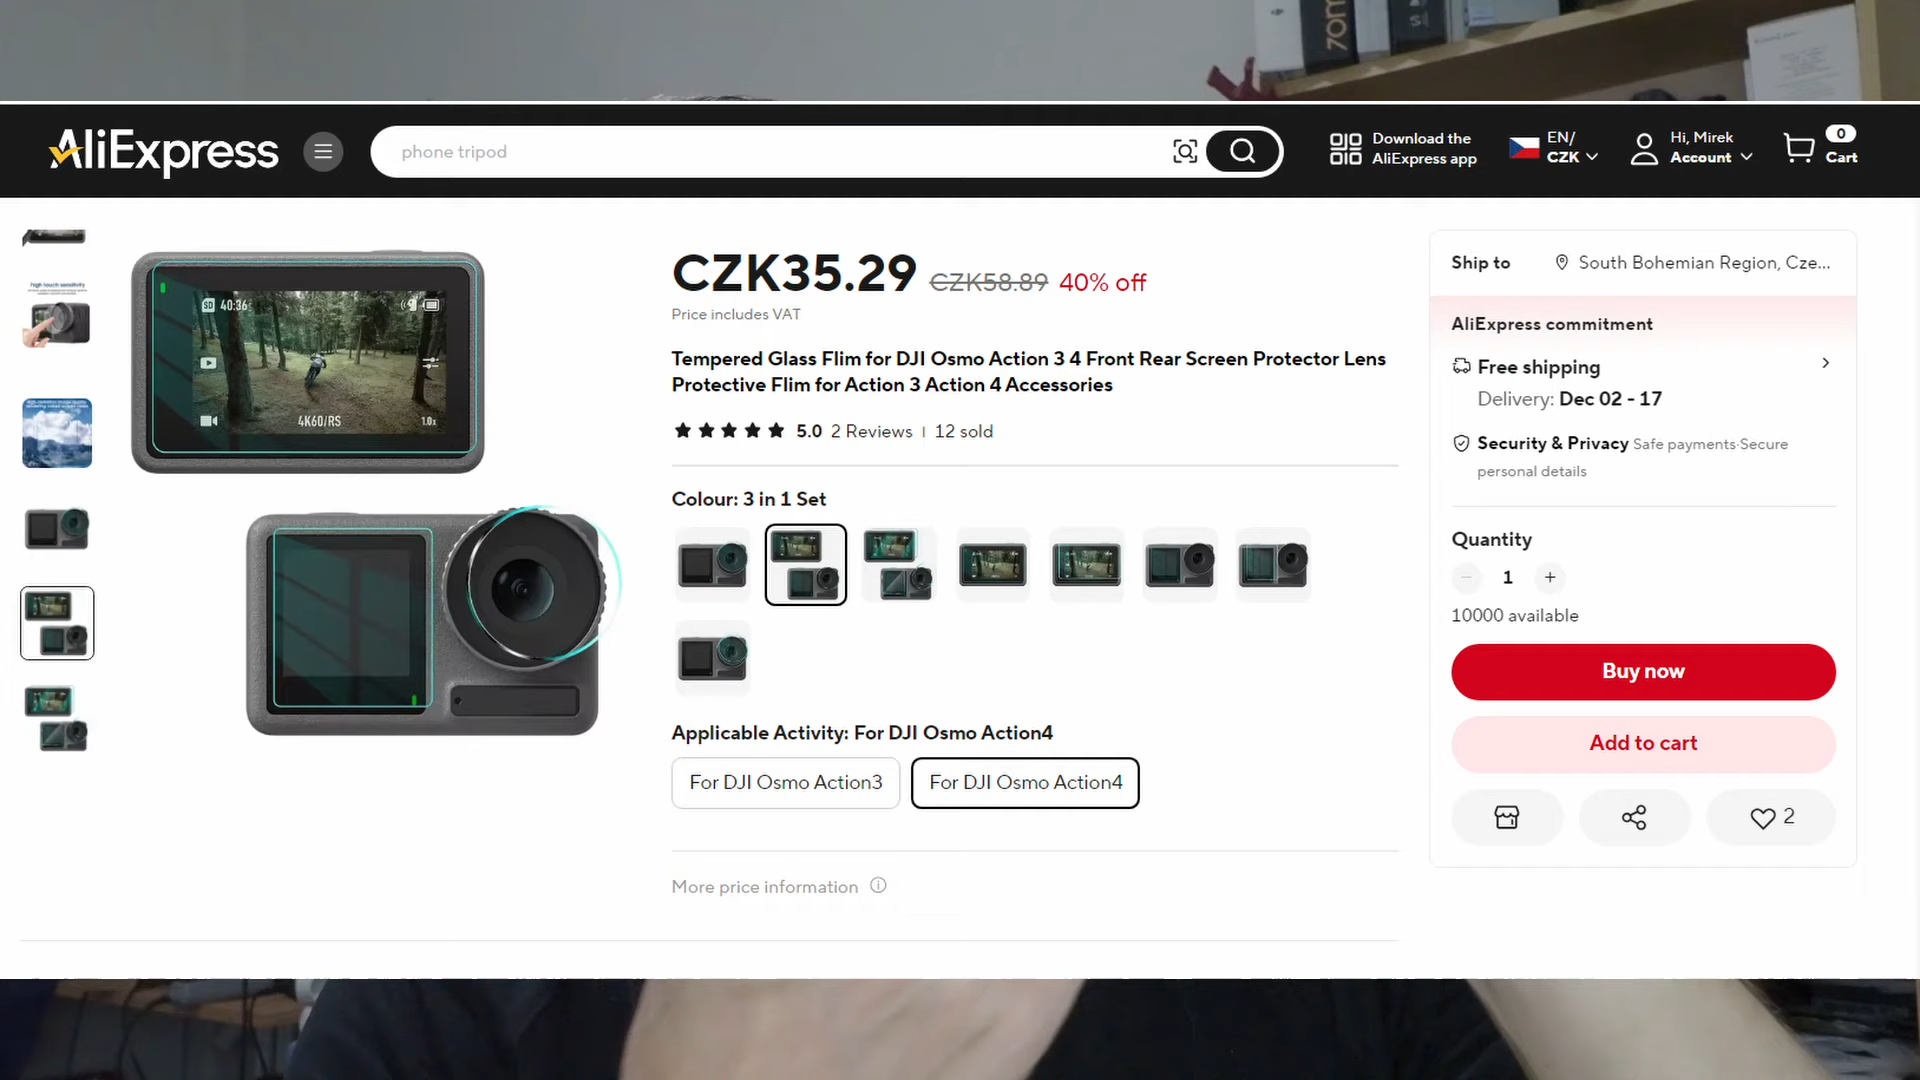 70m
AliExpress
phone tripod
Download the
AliExpress app
EN/
CZK
Hi, Mirek
Account
0
Cart
high touch sensitivity
SD 40:36
4K60/RS
1.0x
CZK35.29 CZK58.89 40% off
Price includes VAT
Tempered Glass Flim for DJI Osmo Action 3 4 Front Rear Screen Protector Lens
Protective Flim for Action 3 Action 4 Accessories
5.0 2 Reviews | 12 sold
Colour: 3 in 1 Set
Applicable Activity: For DJI Osmo Action4
For DJI Osmo Action3
For DJI Osmo Action4
More price information
Ship to
South Bohemian Region, Cze...
AliExpress commitment
Free shipping
Delivery: Dec 02 - 17
Security & Privacy Safe payments·Secure
personal details
Quantity
1
10000 available
Buy now
Add to cart
2